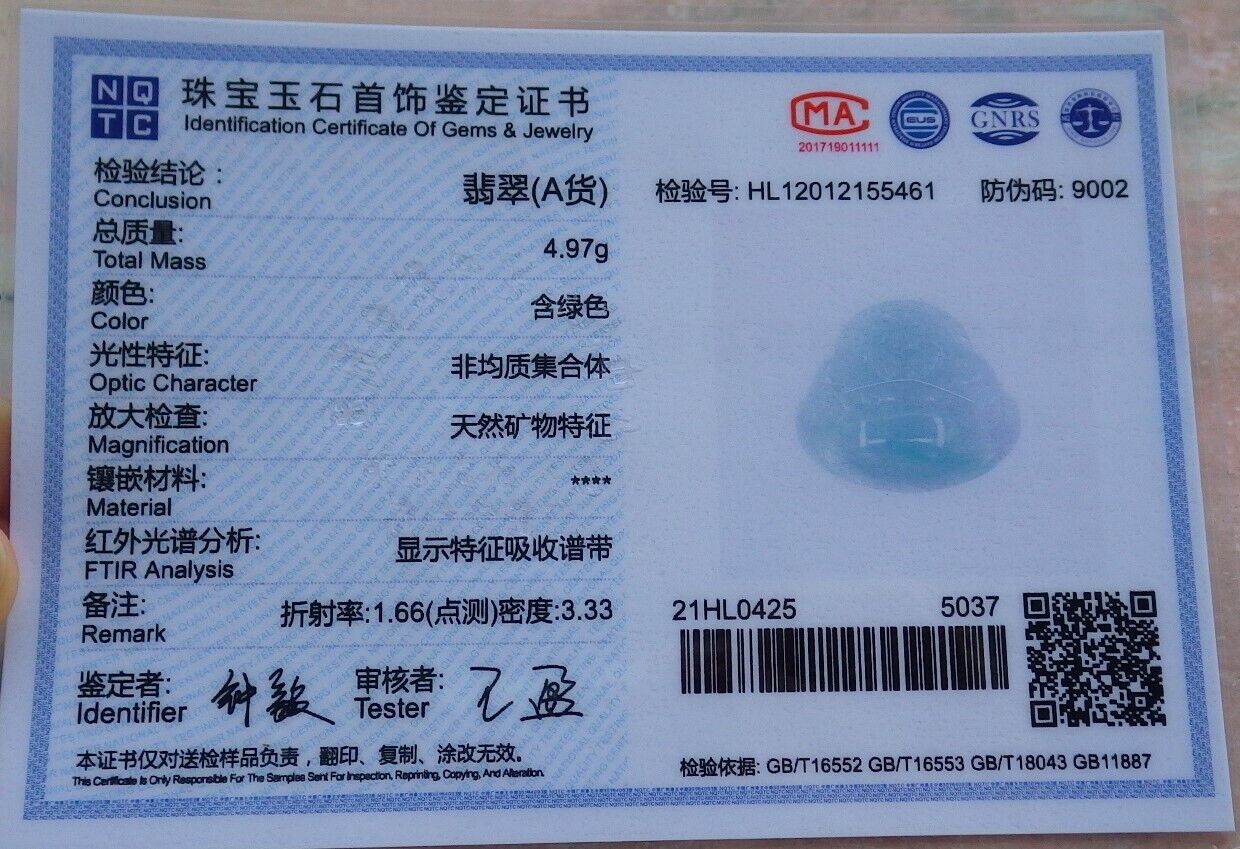 NQ
TC
珠宝玉石首饰鉴定证书
Identification Certificate Of Gems & Jewelry
检验结论：
Conclusion
翡翠(A货)
总质量:
Total Mass
4.97g
颜色:
Color
含绿色
光性特征:
Optic Character
非均质集合体
放大检查:
Magnification
天然矿物特征
镶嵌材料:
Material
****
红外光谱分析:
FTIR Analysis
显示特征吸收谱带
备注:
Remark
折射率:1.66(点测)密度:3.33
鉴定者:
Identifier
审核者:
Tester
本证书仅对送检样品负责，翻印、复制、涂改无效。
This Certificate Is Only Responsible For The Samples Sent For Inspection, Reprinting, Copying, And Alteration.
MA
201719011111
GUS
GNRS
检验号: HL12012155461 防伪码: 9002
21HL0425 5037
检验依据: GB/T16552 GB/T16553 GB/T18043 GB11887